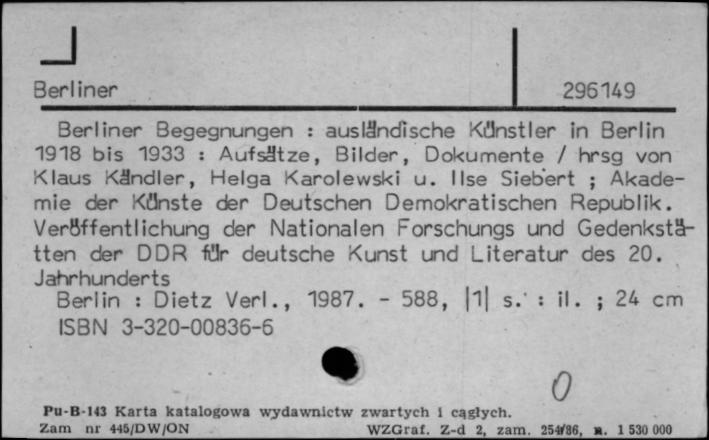 Berliner 296149
Berliner Begegnungen : ausländische Künstler in Berlin
1918 bis 1933 : Aufsätze, Bilder, Dokumente / hrsg von
Klaus Kändler, Helga Karolewski u. Ilse Siebert ; Akade-
mie der Künste der Deutschen Demokratischen Republik.
Veröffentlichung der Nationalen Forschungs und Gedenkstä-
tten der DDR für deutsche Kunst und Literatur des 20.
Jahrhunderts
Berlin : Dietz Verl., 1987. - 588, |1| s. : il. ; 24 cm
ISBN 3-320-00836-6
0
Pu-B-143 Karta katalogowa wydawnictw zwartych i ciągłych.
Zam nr 445/DW/ON WZGraf. Z-d 2, zam. 254/86, n. 1 530 000